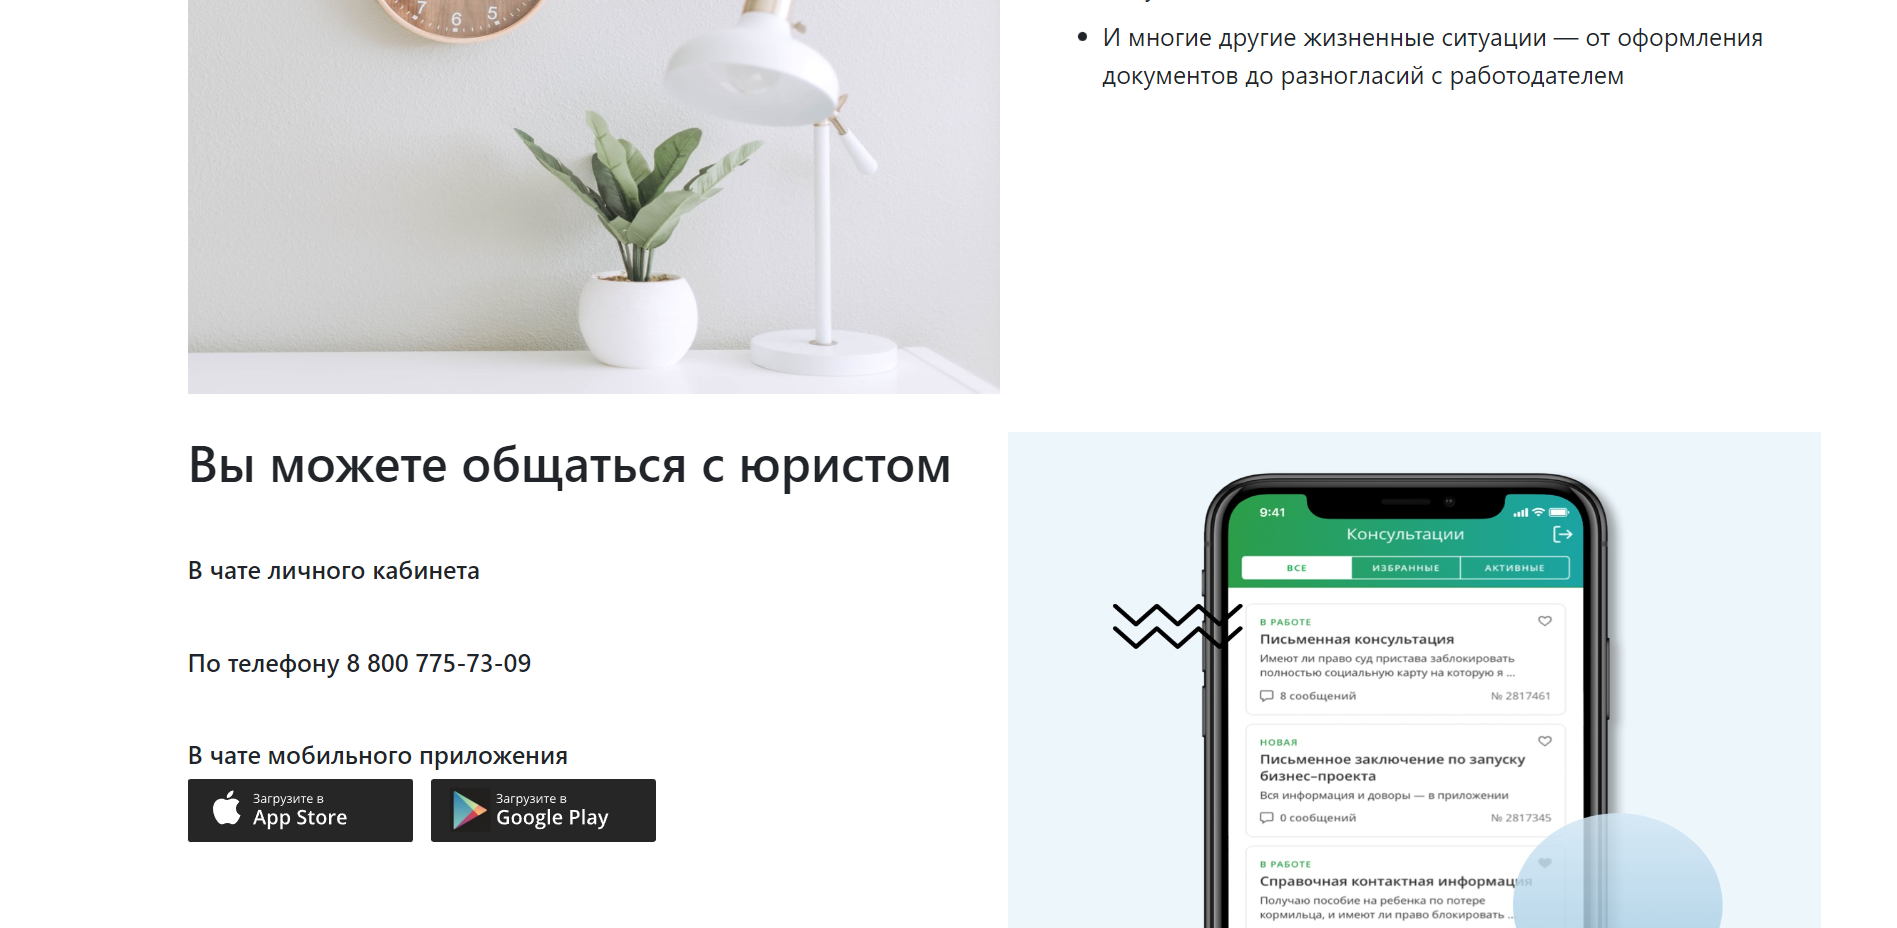 7 6 5
И многие другие жизненные ситуации — от оформления
документов до разногласий с работодателем
Вы можете общаться с юристом
В чате личного кабинета
По телефону 8 800 775-73-09
В чате мобильного приложения
Загрузите в
App Store
Загрузите в
Google Play
9:41
Консультации
ВСЕ
ИЗБРАННЫЕ
АКТИВНЫЕ
В РАБОТЕ
Письменная консультация
Имеют ли право суд пристава заблокировать
полностью социальную карту на которую я ...
8 сообщений
№ 2817461
НОВАЯ
Письменное заключение по запуску
бизнес-проекта
Вся информация и доворы — в приложении
0 сообщений
№ 2817345
В РАБОТЕ
Справочная контактная информация
Получаю пособие на ребенка по потере
кормильца, и имеют ли право блокировать ...